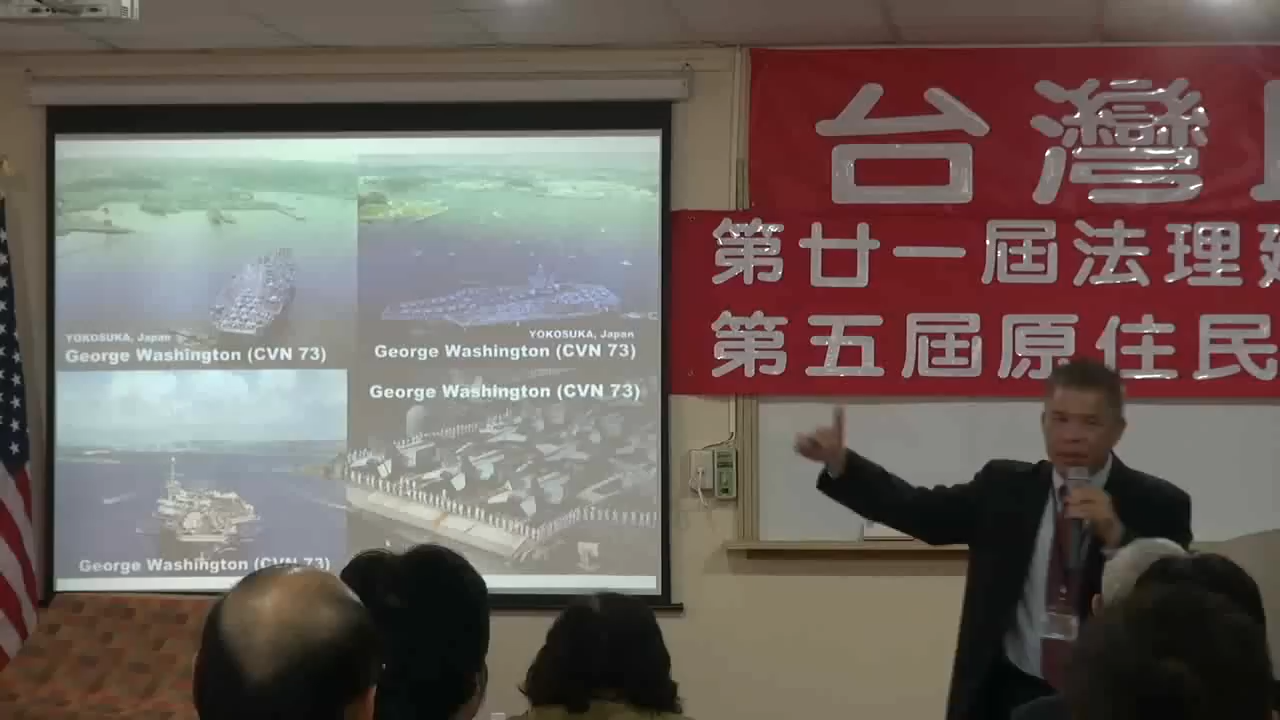 YOKOSUKA, Japan
George Washington (CVN 73)
YOKOSUKA, Japan
George Washington (CVN 73)
George Washington (CVN 73)
George Washington (CVN 73)
台灣
第廿一屆法理
第五屆原住民